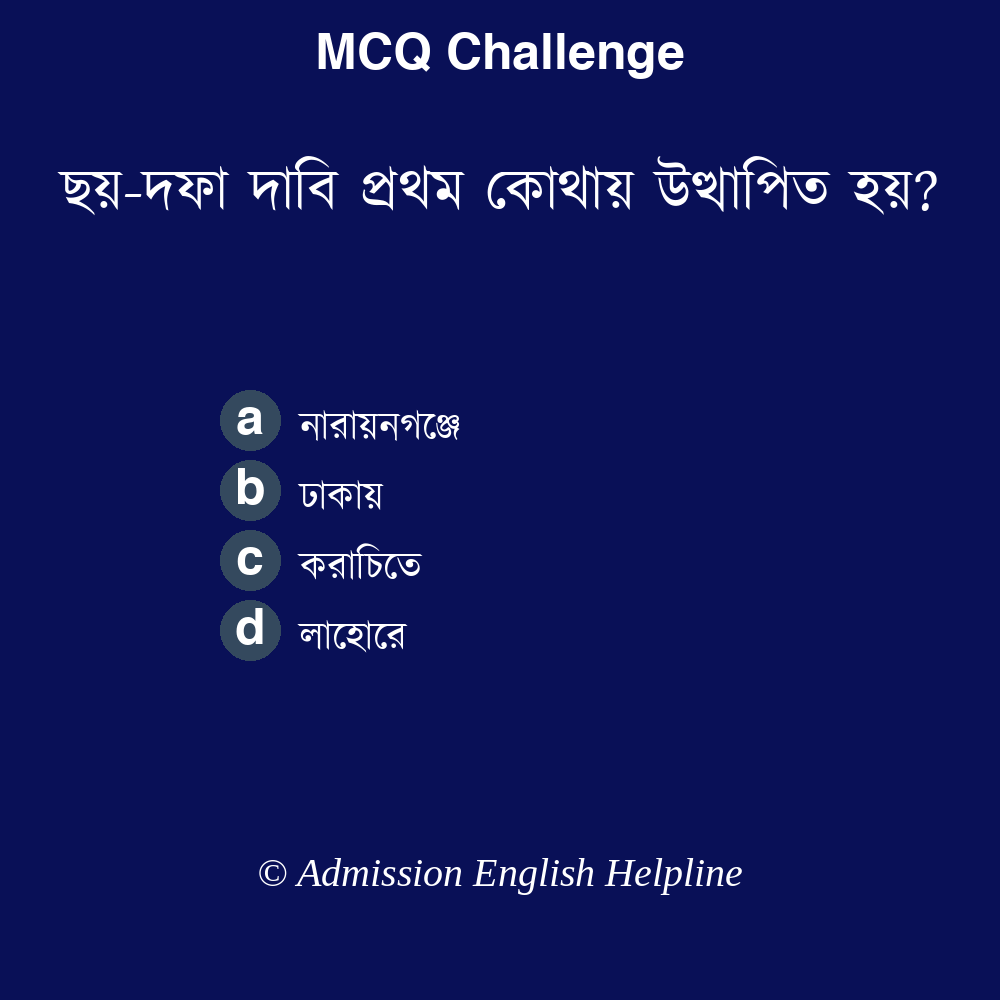 MCQ Challenge
ছয়-দফা দাবি প্রথম কোথায় উত্থাপিত হয়?
a নারায়নগঞ্জে
b ঢাকায়
c করাচিতে
d লাহোরে
© Admission English Helpline